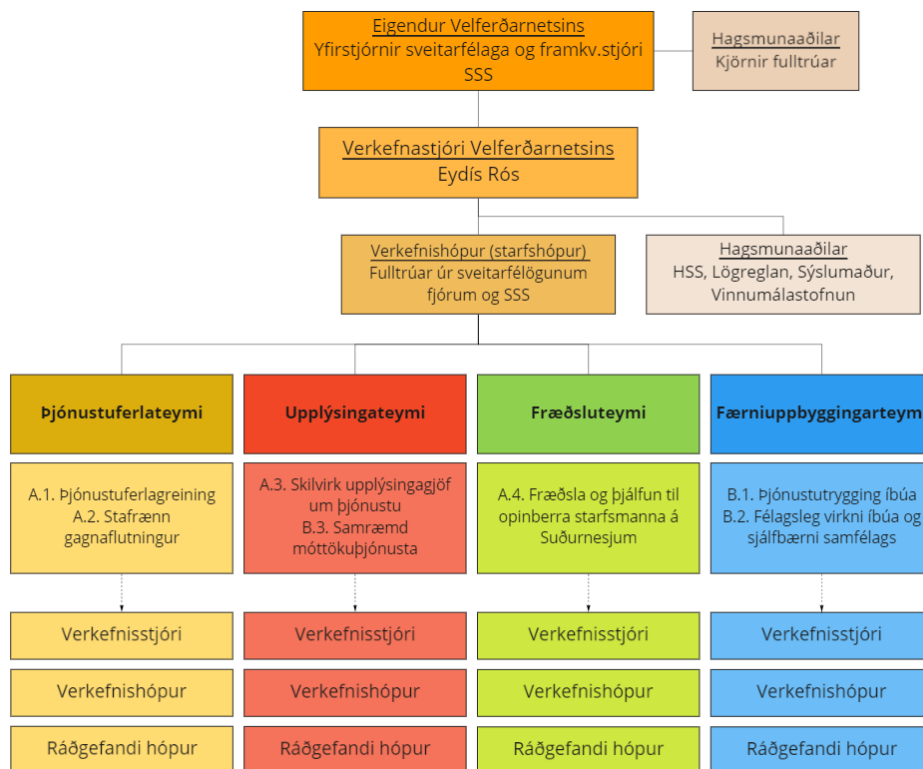 Eigendur Velferðarnetsins
Yfirstjórnir sveitarfélaga og framkv.stjóri
SSS
Hagsmunaaðilar
Kjörnir fulltrúar
Verkefnastjóri Velferðarnetsins
Eydís Rós
Verkefnishópur (starfshópur)
Fulltrúar úr sveitarfélögunum
fjórum og SSS
Hagsmunaaðilar
HSS, Lögreglan, Sýslumaður,
Vinnumálastofnun
Þjónustuferlateymi
Upplýsingateymi
Fræðsluteymi
Færniuppbyggingarteym
A.1. Þjónustuferlagreining
A.2. Stafrænn
gagnaflutningur
A.3. Skilvirk upplýsingagjöf
um þjónustu
B.3. Samræmd
móttökuþjónusta
A.4. Fræðsla og þjálfun til
opinberra starfsmanna á
Suðurnesjum
B.1. Þjónustutrygging íbúa
B.2. Félagsleg virkni íbúa og
sjálfbærni samfélags
Verkefnisstjóri
Verkefnisstjóri
Verkefnisstjóri
Verkefnisstjóri
Verkefnishópur
Verkefnishópur
Verkefnishópur
Verkefnishópur
Ráðgefandi hópur
Ráðgefandi hópur
Ráðgefandi hópur
Ráðgefandi hópur